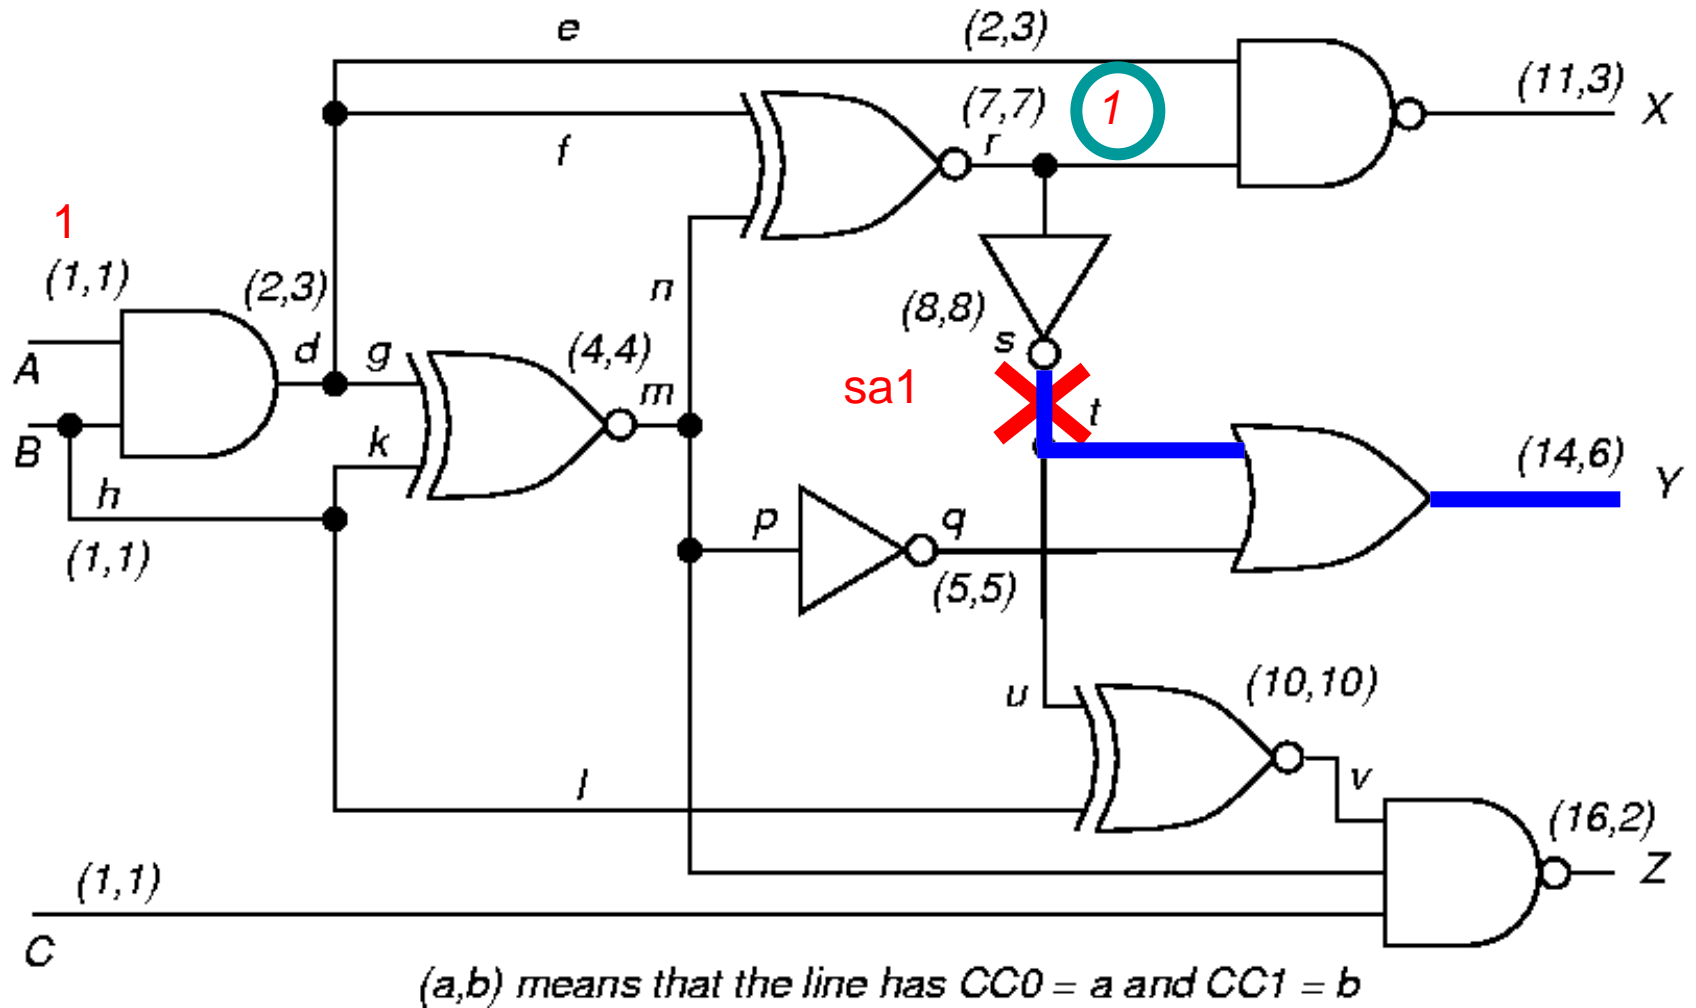 e (2,3)
(11,3) X
(7,7) 1
f r
1
(1,1) (2,3)
n
(8,8)
A d g (4,4) s
m sa1 t
B k
(14,6) Y
h
(1,1) p q
(5,5)
u (10,10)
l v
(16,2)
(1,1) Z
C
(a,b) means that the line has CC0 = a and CC1 = b